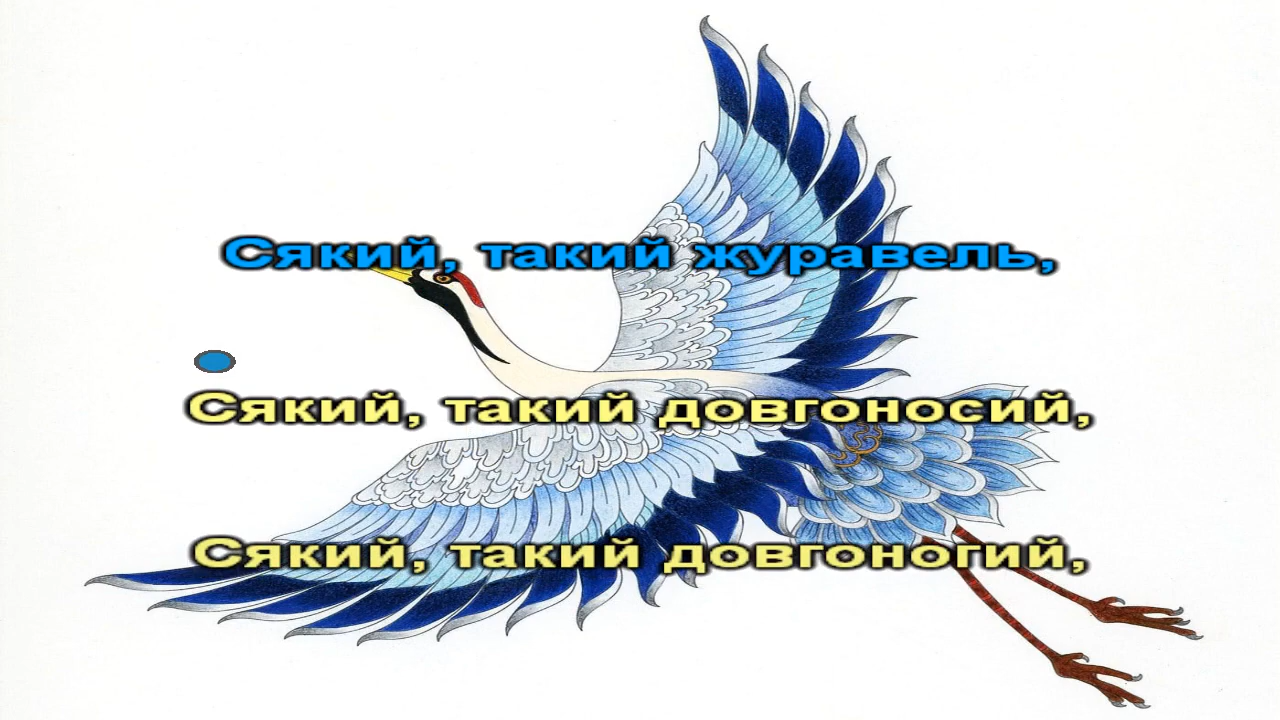 Сякий, такий журавель,
Сякий, такий довгоносий,
Сякий, такий довгоногий,